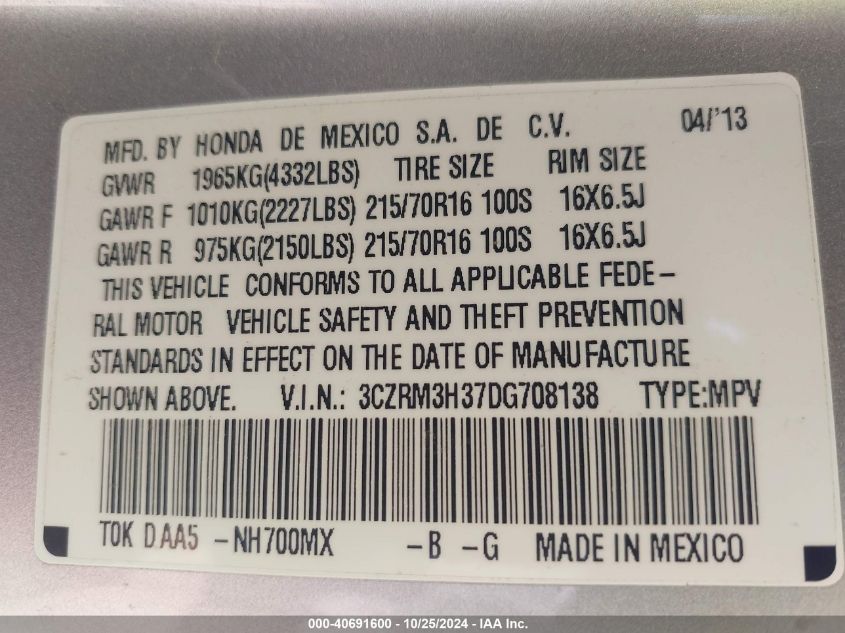 MFD. BY HONDA DE MEXICO S.A. DE C.V. 04/'13
GVWR 1965KG(4332LBS) TIRE SIZE RIM SIZE
GAWR F 1010KG(2227LBS) 215/70R16 100S 16X6.5J
GAWR R 975KG(2150LBS) 215/70R16 100S 16X6.5J
THIS VEHICLE CONFORMS TO ALL APPLICABLE FEDE-
RAL MOTOR VEHICLE SAFETY AND THEFT PREVENTION
STANDARDS IN EFFECT ON THE DATE OF MANUFACTURE
SHOWN ABOVE. V.I.N.: 3CZRM3H37DG708138 TYPE:MPV
T0K DAA5 -NH700MX -B -G MADE IN MEXICO
000-40691600 - 10/25/2024 - IAA Inc.